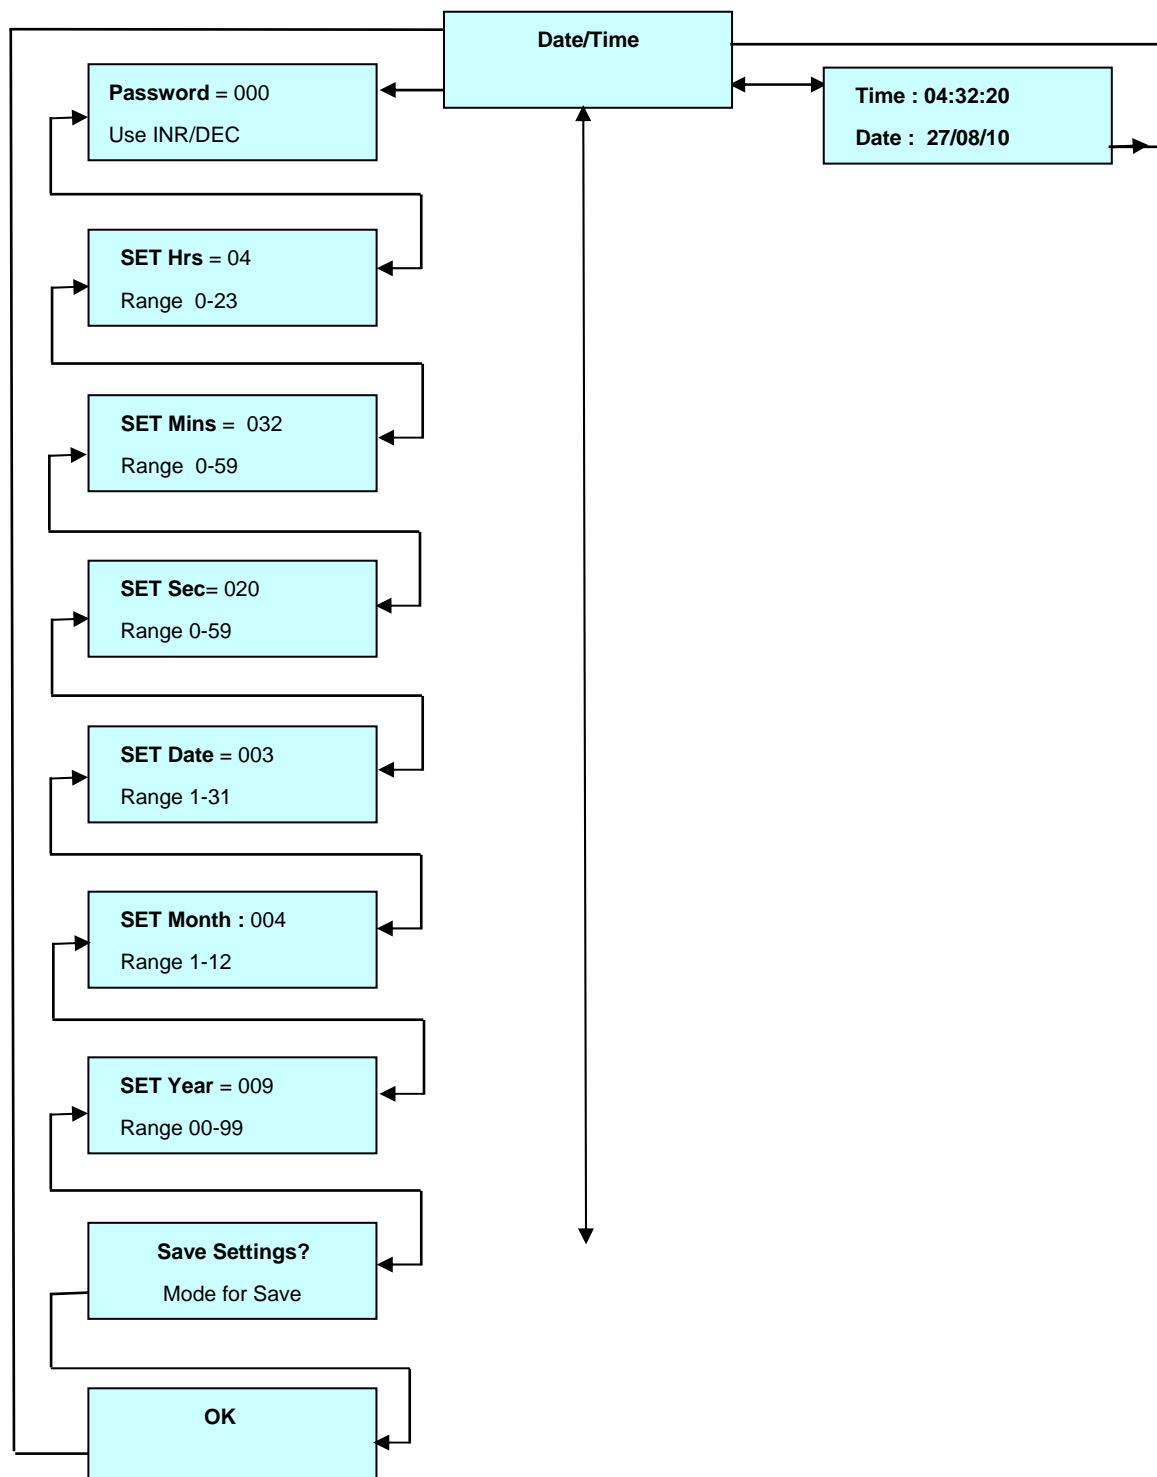 Date/Time
Password = 000
Use INR/DEC
Time : 04:32:20
Date : 27/08/10
SET Hrs = 04
Range 0-23
SET Mins = 032
Range 0-59
SET Sec= 020
Range 0-59
SET Date = 003
Range 1-31
SET Month : 004
Range 1-12
SET Year = 009
Range 00-99
Save Settings?
Mode for Save
OK